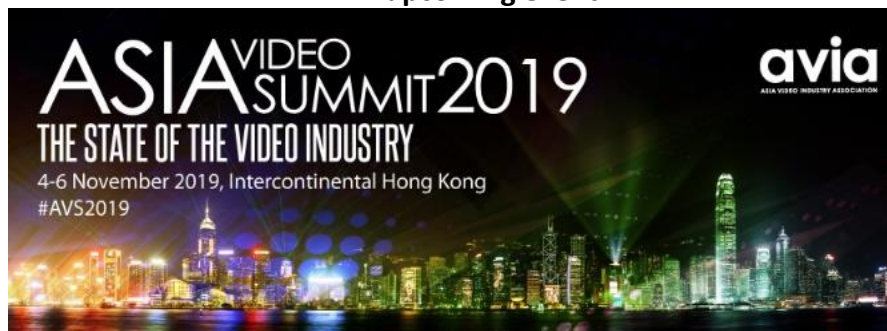 ASIA VIDEO SUMMIT 2019
THE STATE OF THE VIDEO INDUSTRY
4-6 November 2019, Intercontinental Hong Kong
#AVS2019
avia
ASIA VIDEO INDUSTRY ASSOCIATION